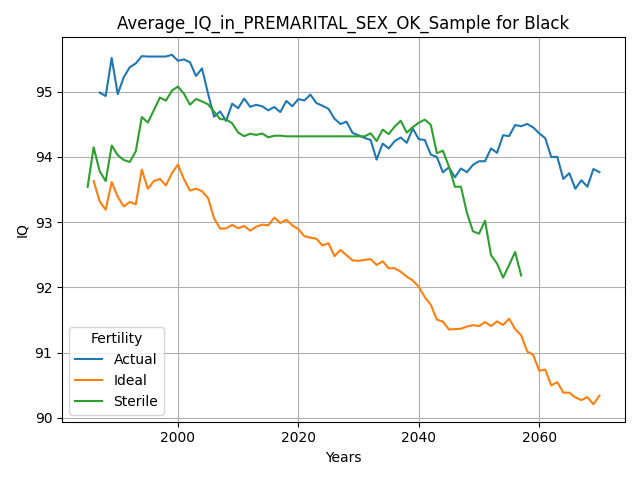 Average_IQ_in_PREMARITAL_SEX_OK_Sample for Black
95
94
93
92
91
90
IQ
Fertility
Actual
Ideal
Sterile
2000
2020
2040
2060
Years